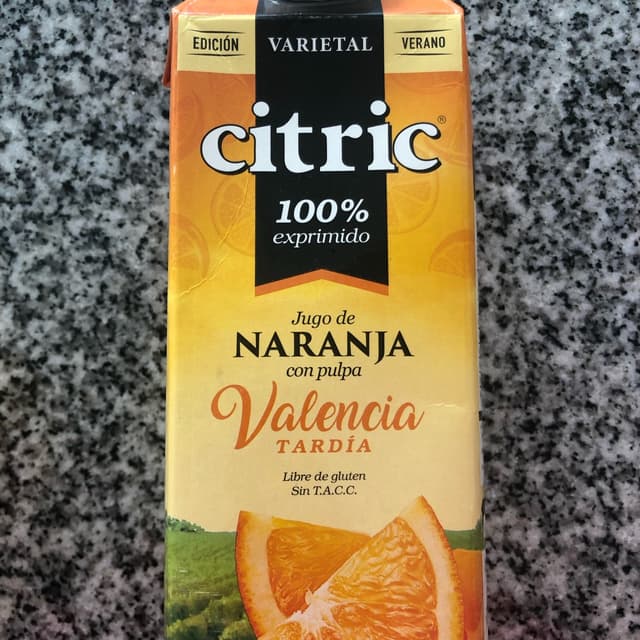 EDICIÓN VARIETAL VERANO
citric®
100%
exprimido
Jugo de
NARANJA
con pulpa
Valencia
TARDÍA
Libre de gluten
Sin T.A.C.C.